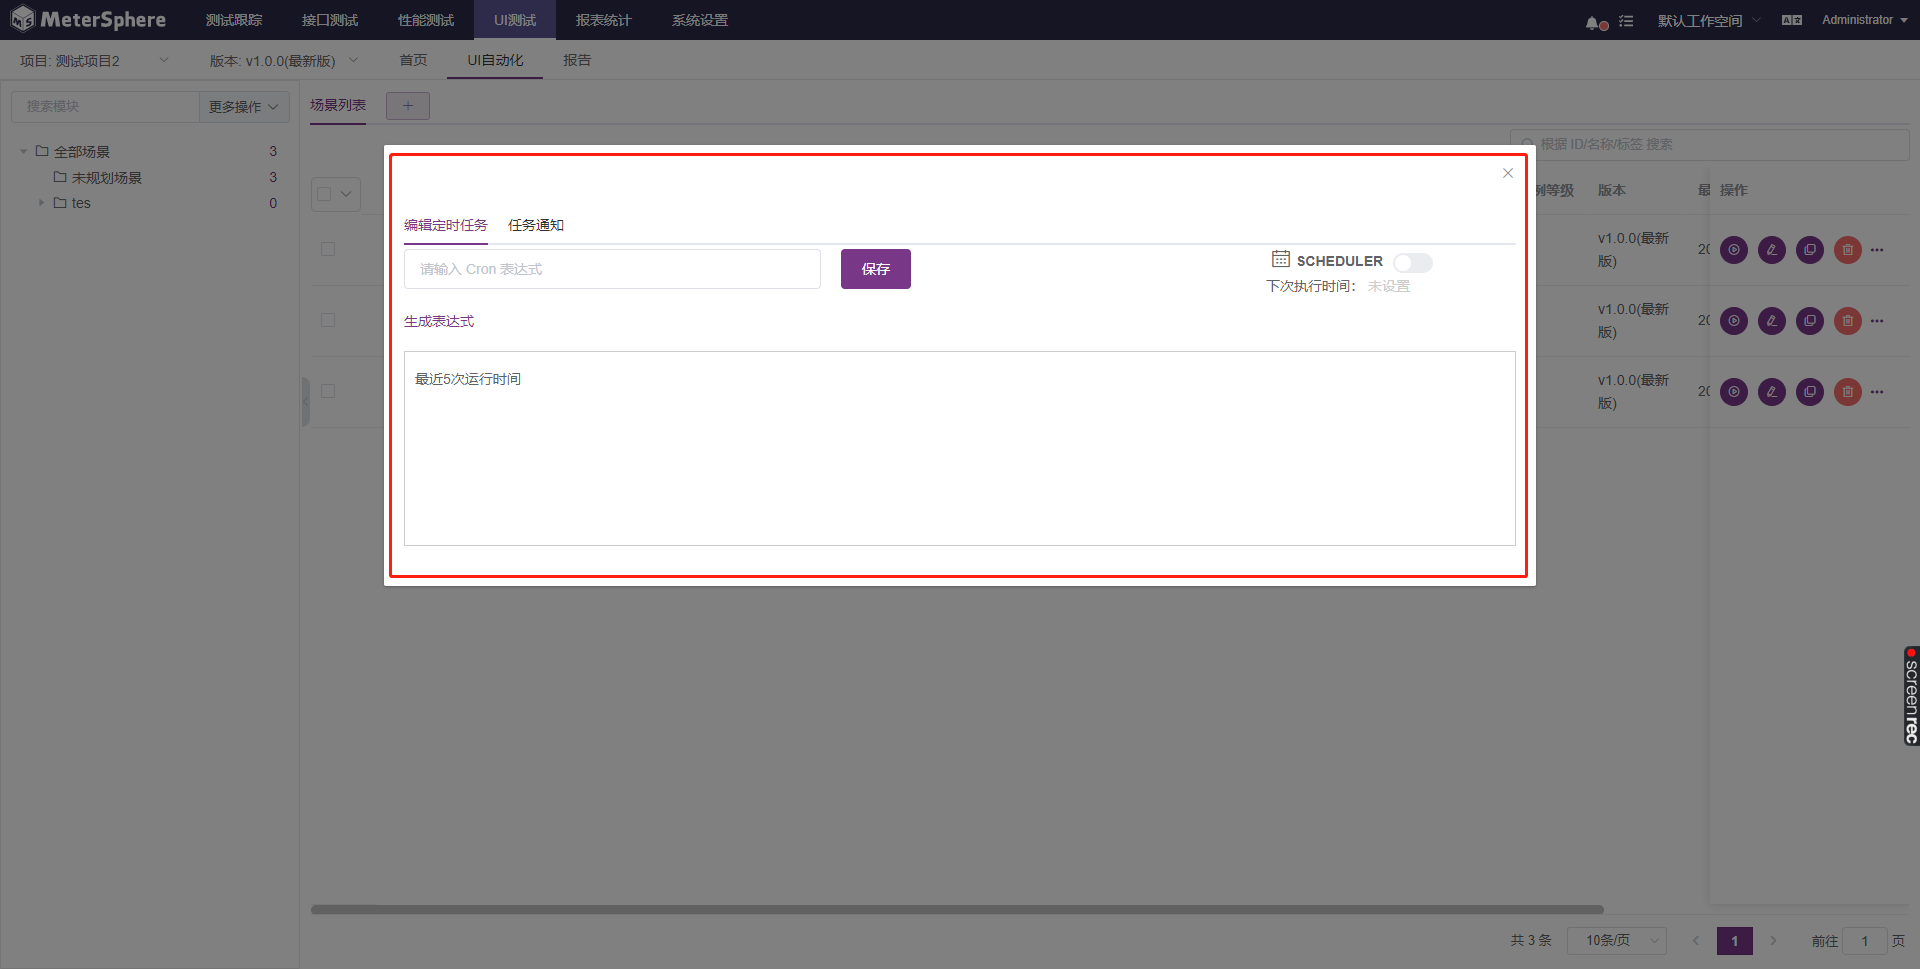 MeterSphere 测试跟踪 接口测试 性能测试 UI测试 报表统计 系统设置 默认工作空间 Administrator
项目: 测试项目2 版本: v1.0.0(最新版) 首页 UI自动化 报告
搜索模块 更多操作
全部场景 3
未规划场景 3
tes 0
场景列表 +
根据 ID/名称/标签 搜索
例等级 版本 最 操作
v1.0.0(最新版) 20
v1.0.0(最新版) 20
v1.0.0(最新版) 20
编辑定时任务 任务通知
请输入 Cron 表达式 保存 SCHEDULER
下次执行时间： 未设置
生成表达式
最近5次运行时间
共 3 条 10条/页 1 前往 1 页
screenrec